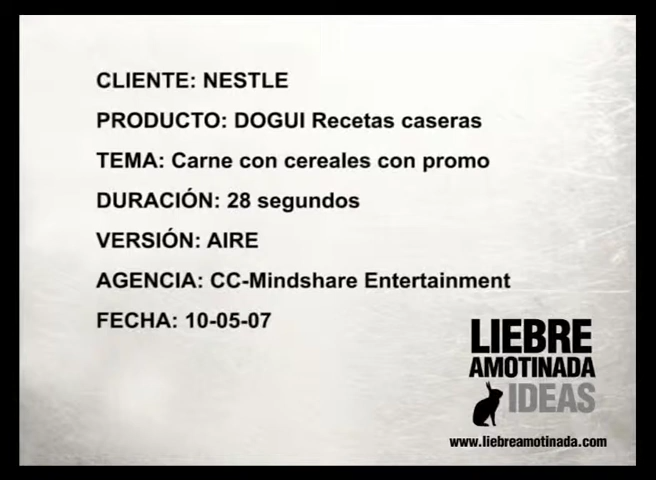 CLIENTE: NESTLE
PRODUCTO: DOGUI Recetas caseras
TEMA: Carne con cereales con promo
DURACIÓN: 28 segundos
VERSIÓN: AIRE
AGENCIA: CC-Mindshare Entertainment
FECHA: 10-05-07
LIEBRE
AMOTINADA
IDEAS
www.liebreamotinada.com